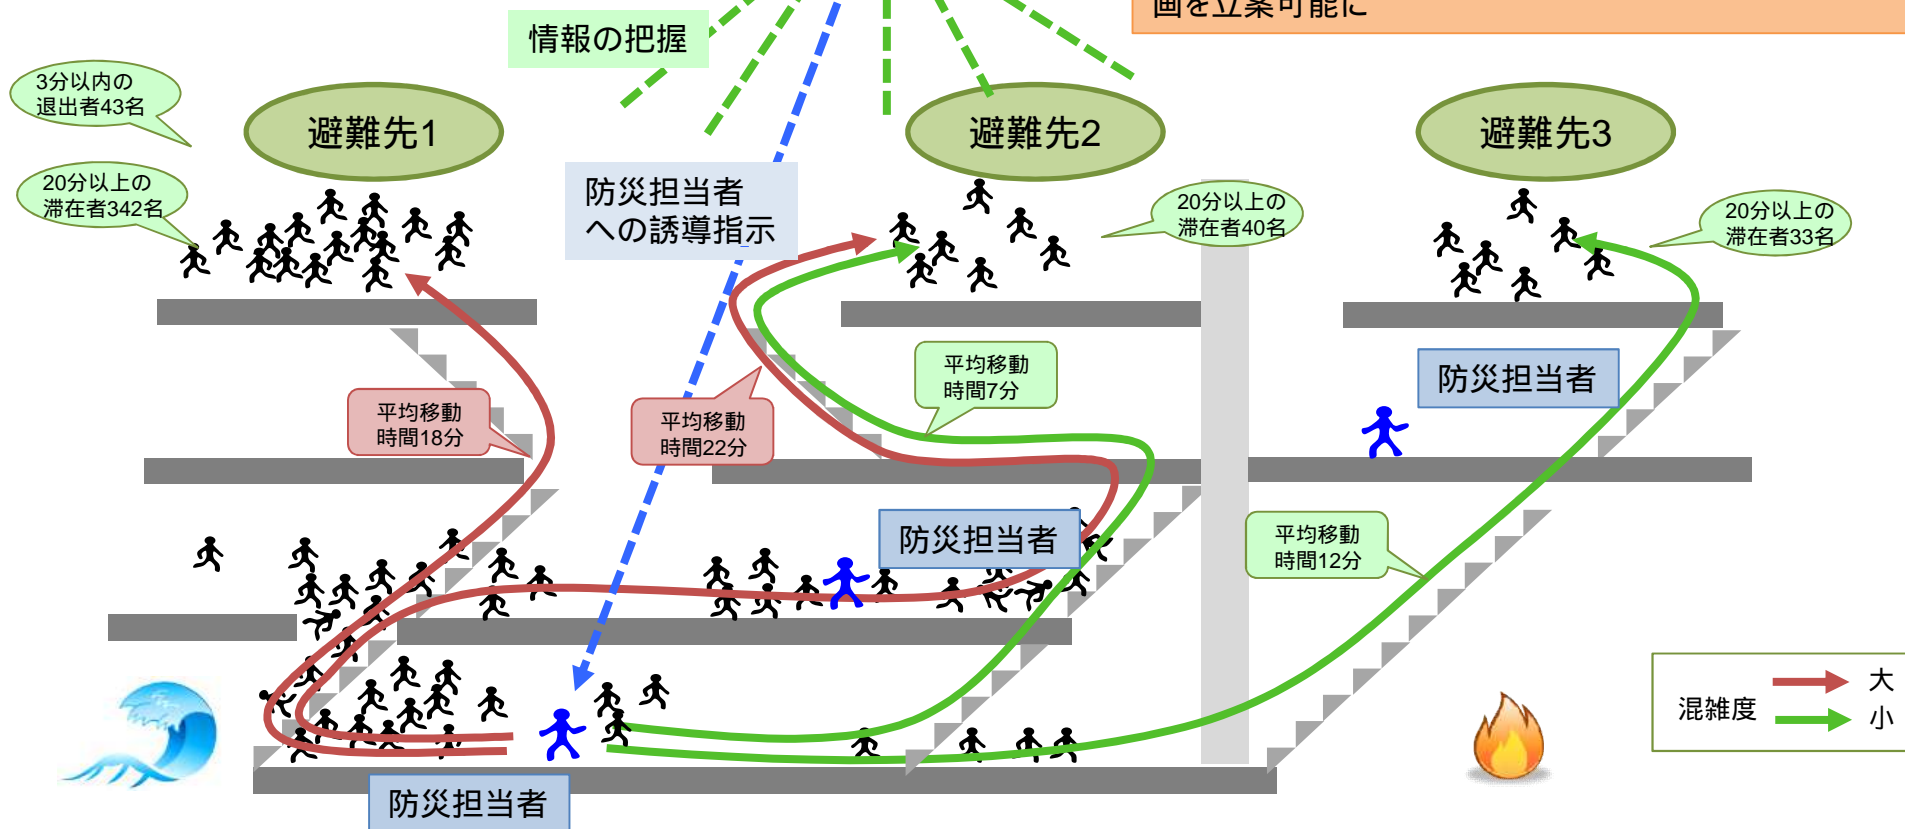 画を立案可能に
情報の把握
3分以内の
退出者43名
避難先1
避難先2
避難先3
20分以上の
滞在者342名
防災担当者
への誘導指示
20分以上の
滞在者40名
20分以上の
滞在者33名
平均移動
時間18分
平均移動
時間22分
平均移動
時間7分
防災担当者
防災担当者
平均移動
時間12分
混雑度
大
小
防災担当者